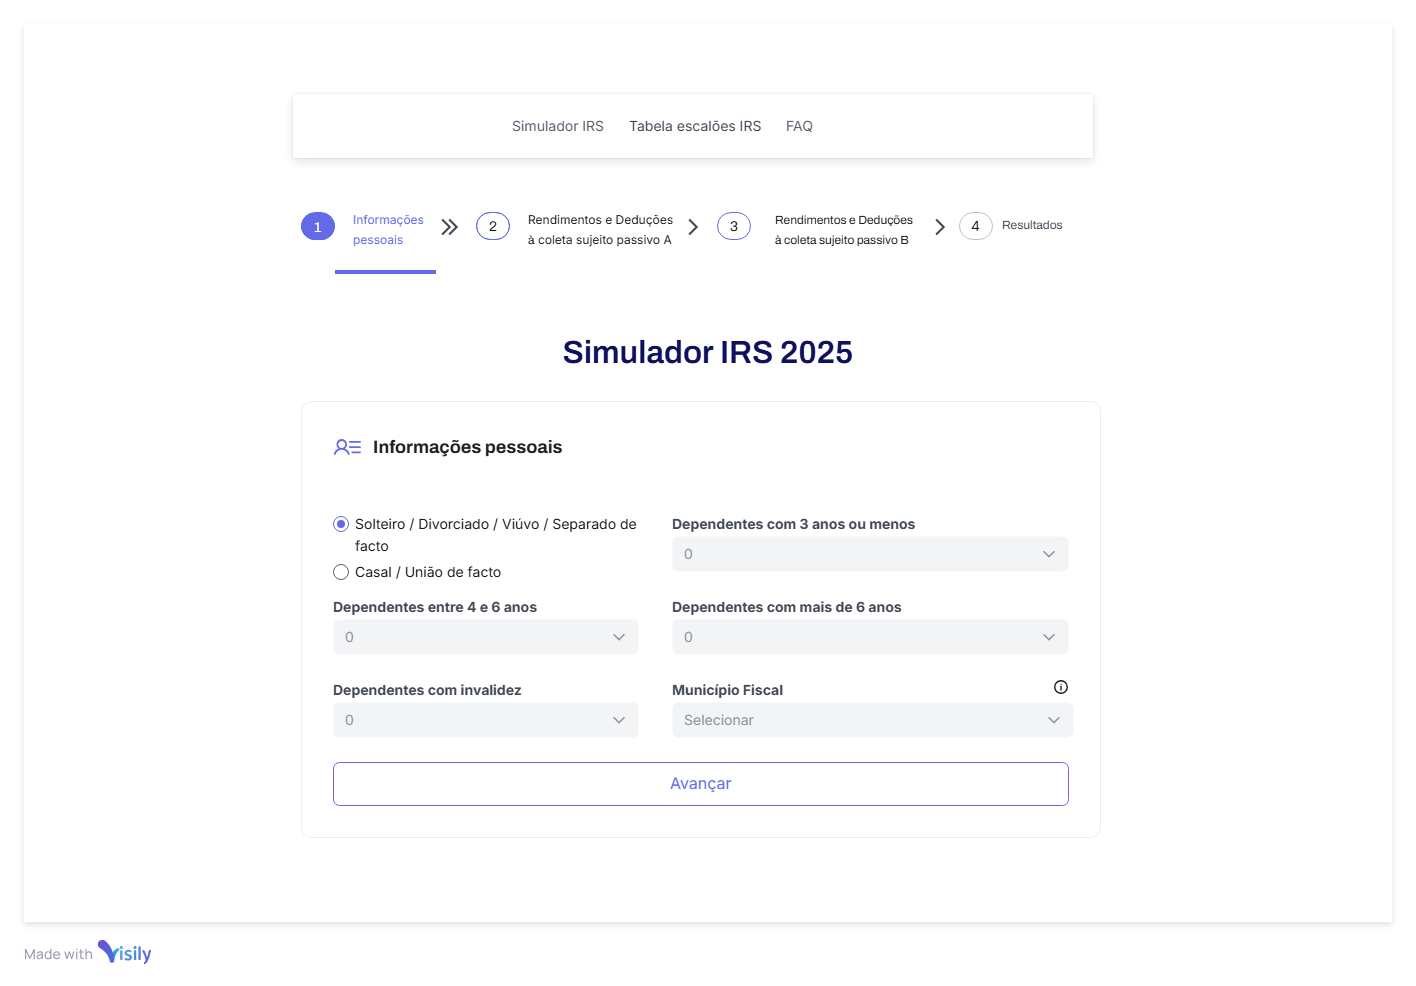 Simulador IRS
Tabela escalões IRS
FAQ
1
Informações
pessoais
2
Rendimentos e Deduções
à coleta sujeito passivo A
3
Rendimentos e Deduções
à coleta sujeito passivo B
4
Resultados
Simulador IRS 2025
Informações pessoais
Solteiro / Divorciado / Viúvo / Separado de
facto
Casal / União de facto
Dependentes com 3 anos ou menos
0
Dependentes entre 4 e 6 anos
0
Dependentes com mais de 6 anos
0
Dependentes com invalidez
0
Município Fiscal
Selecionar
Avançar
Made with Visily